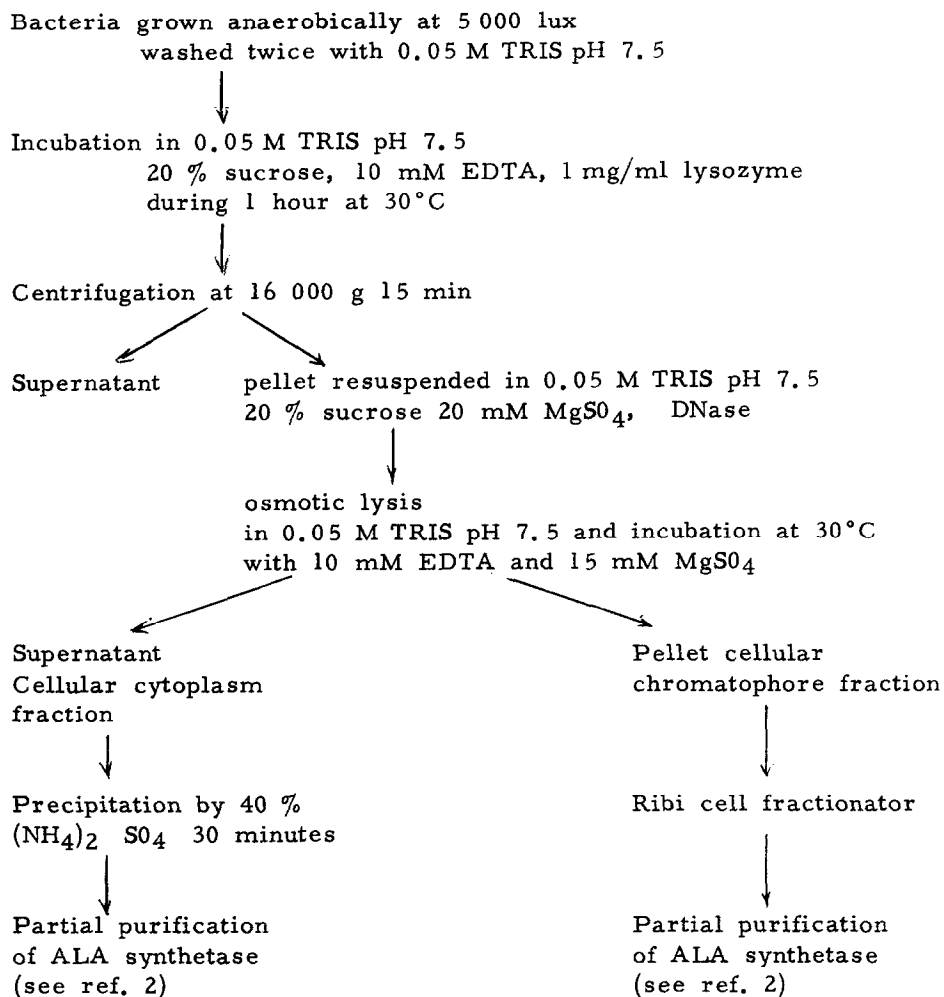 Bacteria grown anaerobically at 5 000 lux
washed twice with 0.05 M TRIS pH 7.5
Incubation in 0.05 M TRIS pH 7.5
20 % sucrose, 10 mM EDTA, 1 mg/ml lysozyme
during 1 hour at 30°C
Centrifugation at 16 000 g 15 min
Supernatant
pellet resuspended in 0.05 M TRIS pH 7.5
20 % sucrose 20 mM MgSO4, DNase
osmotic lysis
in 0.05 M TRIS pH 7.5 and incubation at 30°C
with 10 mM EDTA and 15 mM MgSO4
Supernatant
Cellular cytoplasm
fraction
Pellet cellular
chromatophore fraction
Precipitation by 40 %
(NH4)2 SO4 30 minutes
Ribi cell fractionator
Partial purification
of ALA synthetase
(see ref. 2)
Partial purification
of ALA synthetase
(see ref. 2)